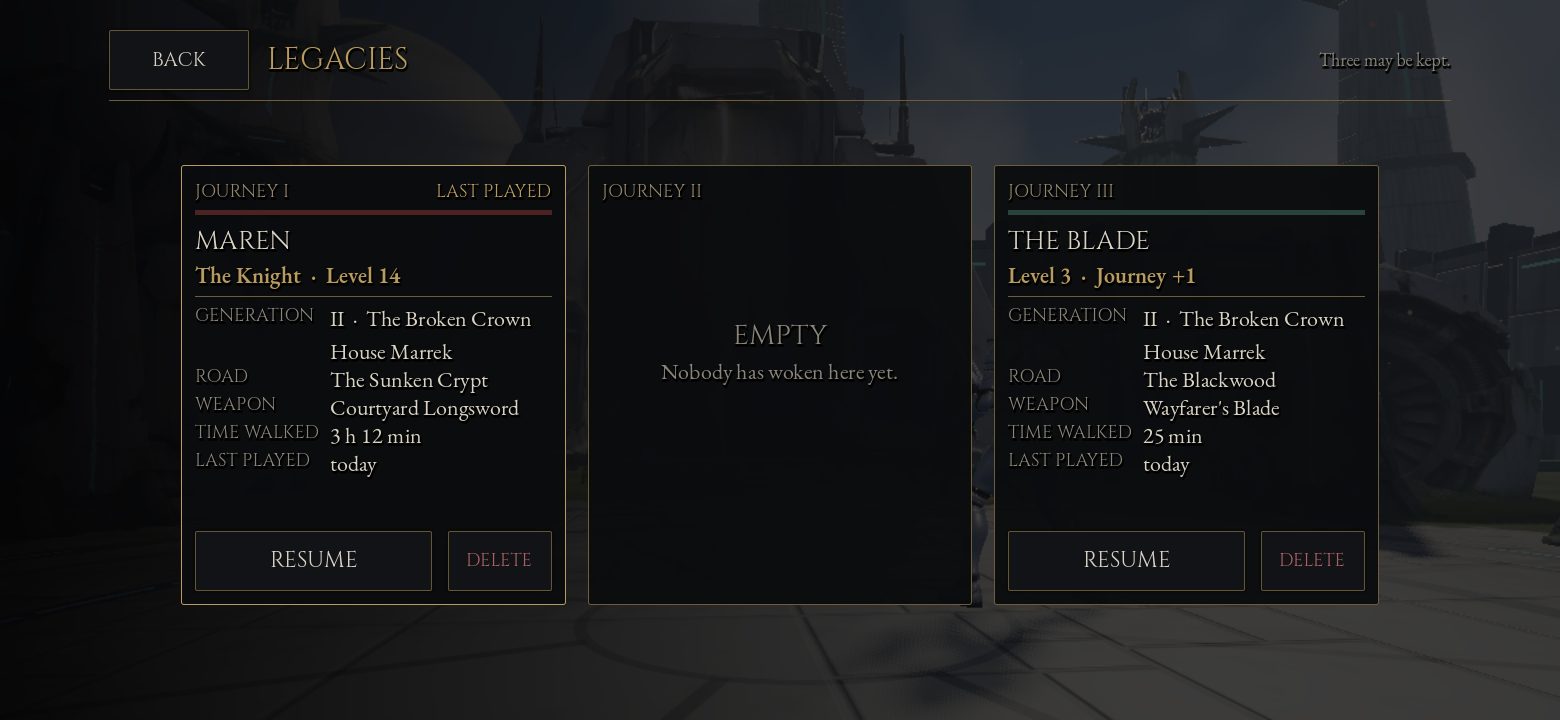 BACK
LEGACIES
Three may be kept.
JOURNEY I
LAST PLAYED
MAREN
The Knight · Level 14
GENERATION II · The Broken Crown
House Marrek
ROAD The Sunken Crypt
WEAPON Courtyard Longsword
TIME WALKED 3 h 12 min
LAST PLAYED today
RESUME
DELETE
JOURNEY II
EMPTY
Nobody has woken here yet.
JOURNEY III
THE BLADE
Level 3 · Journey +1
GENERATION II · The Broken Crown
House Marrek
ROAD The Blackwood
WEAPON Wayfarer's Blade
TIME WALKED 25 min
LAST PLAYED today
RESUME
DELETE